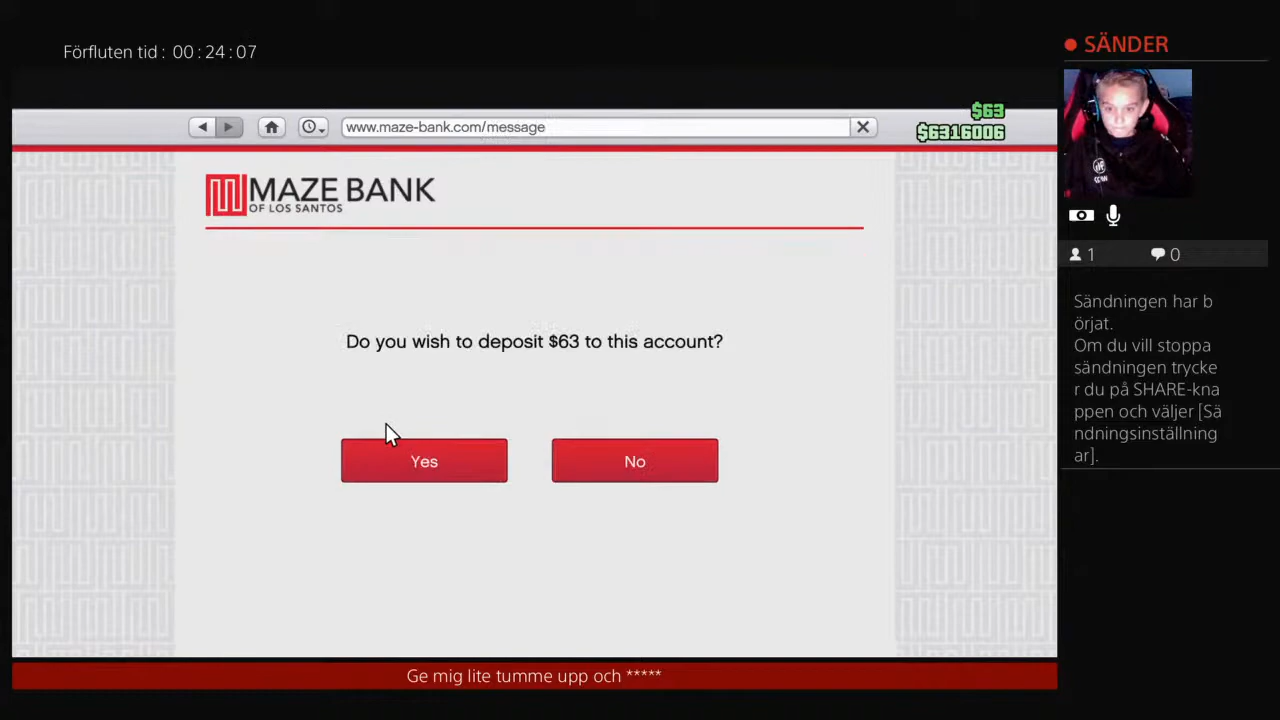 Förfluten tid : 00:24:07
SÄNDER
$63
www.maze-bank.com/message
$6316006
MAZE BANK
OF LOS SANTOS
1
0
Sändningen har b
örjat.
Om du vill stoppa
sändningen trycke
r du på SHARE-kna
ppen och väljer [Sä
ndningsinställning
ar].
Do you wish to deposit $63 to this account?
Yes
No
Ge mig lite tumme upp och *****